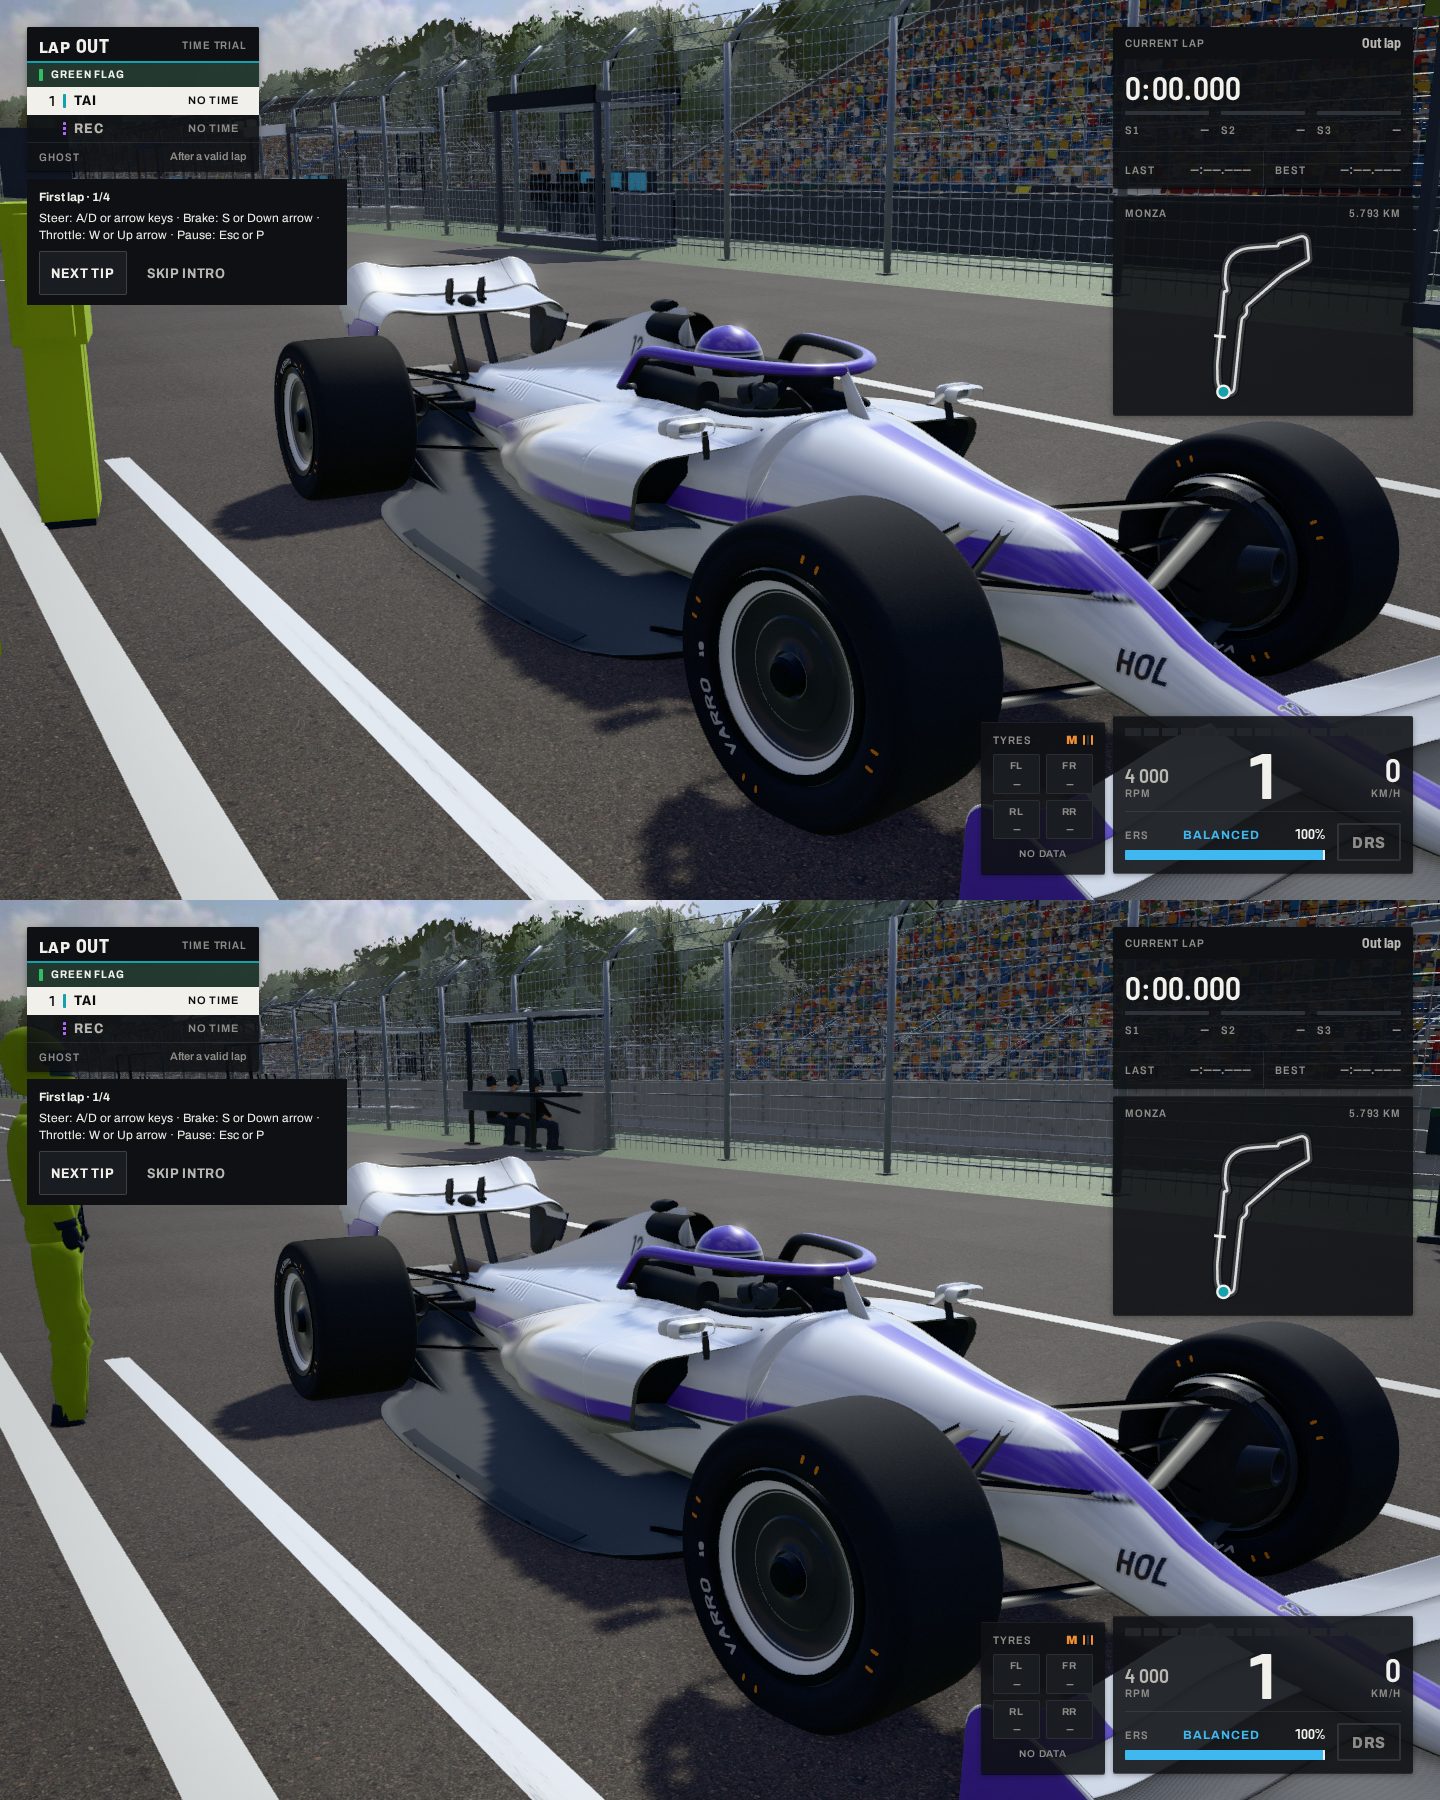 LAP OUT TIME TRIAL
GREEN FLAG
1 TAI NO TIME
REC NO TIME
GHOST After a valid lap
First lap · 1/4
Steer: A/D or arrow keys · Brake: S or Down arrow ·
Throttle: W or Up arrow · Pause: Esc or P
NEXT TIP SKIP INTRO
CURRENT LAP Out lap
0:00.000
S1 – S2 – S3 –
LAST –:––.––– BEST –:––.–––
MONZA 5.793 KM
12
HOL
VARRO
18
12
TYRES M
FL FR
– –
RL RR
– –
NO DATA
4 000 1 0
RPM KM/H
ERS BALANCED 100% DRS
LAP OUT TIME TRIAL
GREEN FLAG
1 TAI NO TIME
REC NO TIME
GHOST After a valid lap
First lap · 1/4
Steer: A/D or arrow keys · Brake: S or Down arrow ·
Throttle: W or Up arrow · Pause: Esc or P
NEXT TIP SKIP INTRO
CURRENT LAP Out lap
0:00.000
S1 – S2 – S3 –
LAST –:––.––– BEST –:––.–––
MONZA 5.793 KM
12
HOL
VARRO
18
12
TYRES M
FL FR
– –
RL RR
– –
NO DATA
4 000 1 0
RPM KM/H
ERS BALANCED 100% DRS